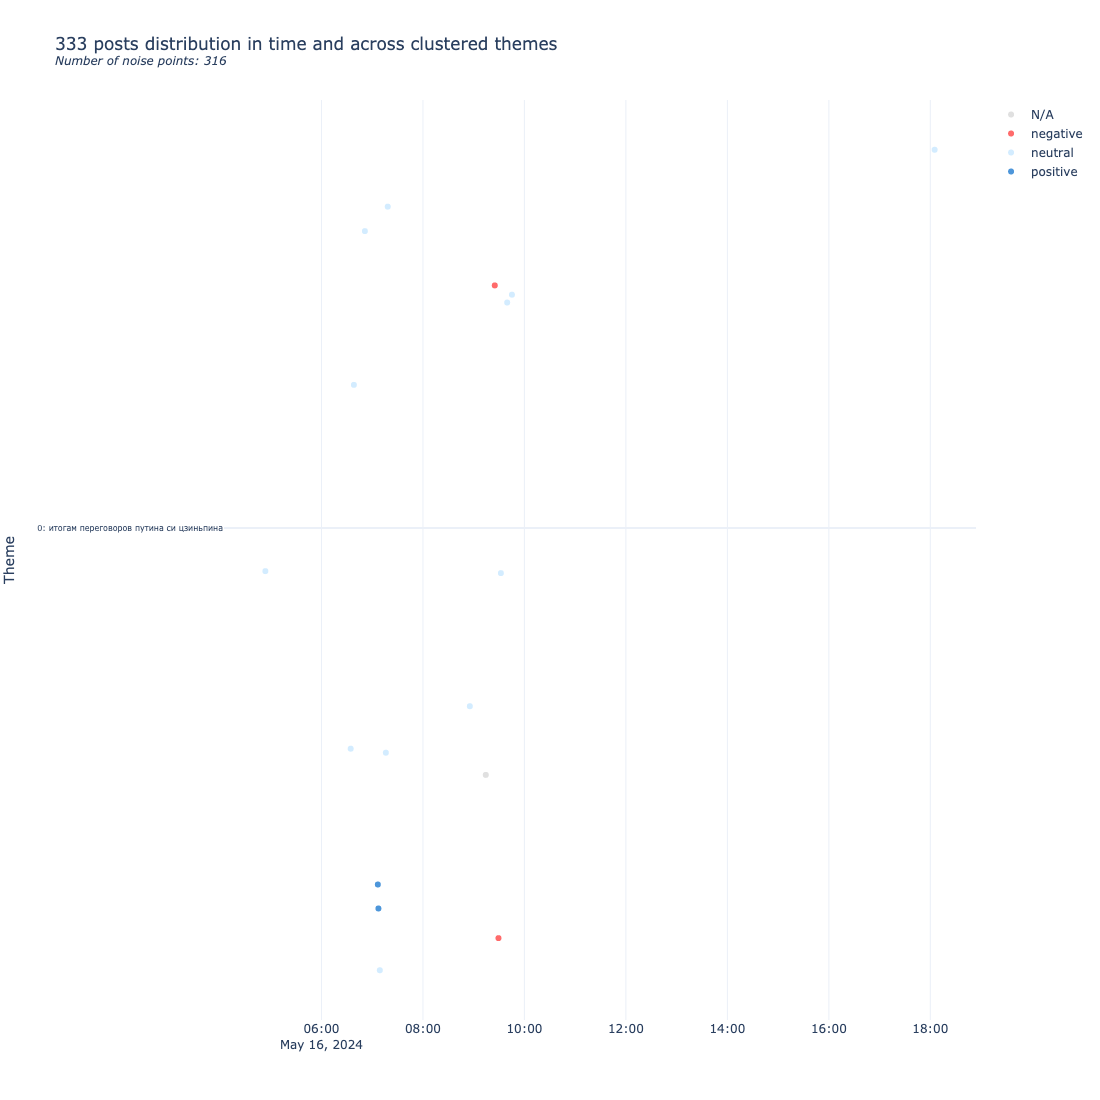 333 posts distribution in time and across clustered themes
Number of noise points: 316
N/A
negative
neutral
positive
0: итогам переговоров путина си цзиньпина
Theme
06:00
08:00
10:00
12:00
14:00
16:00
18:00
May 16, 2024